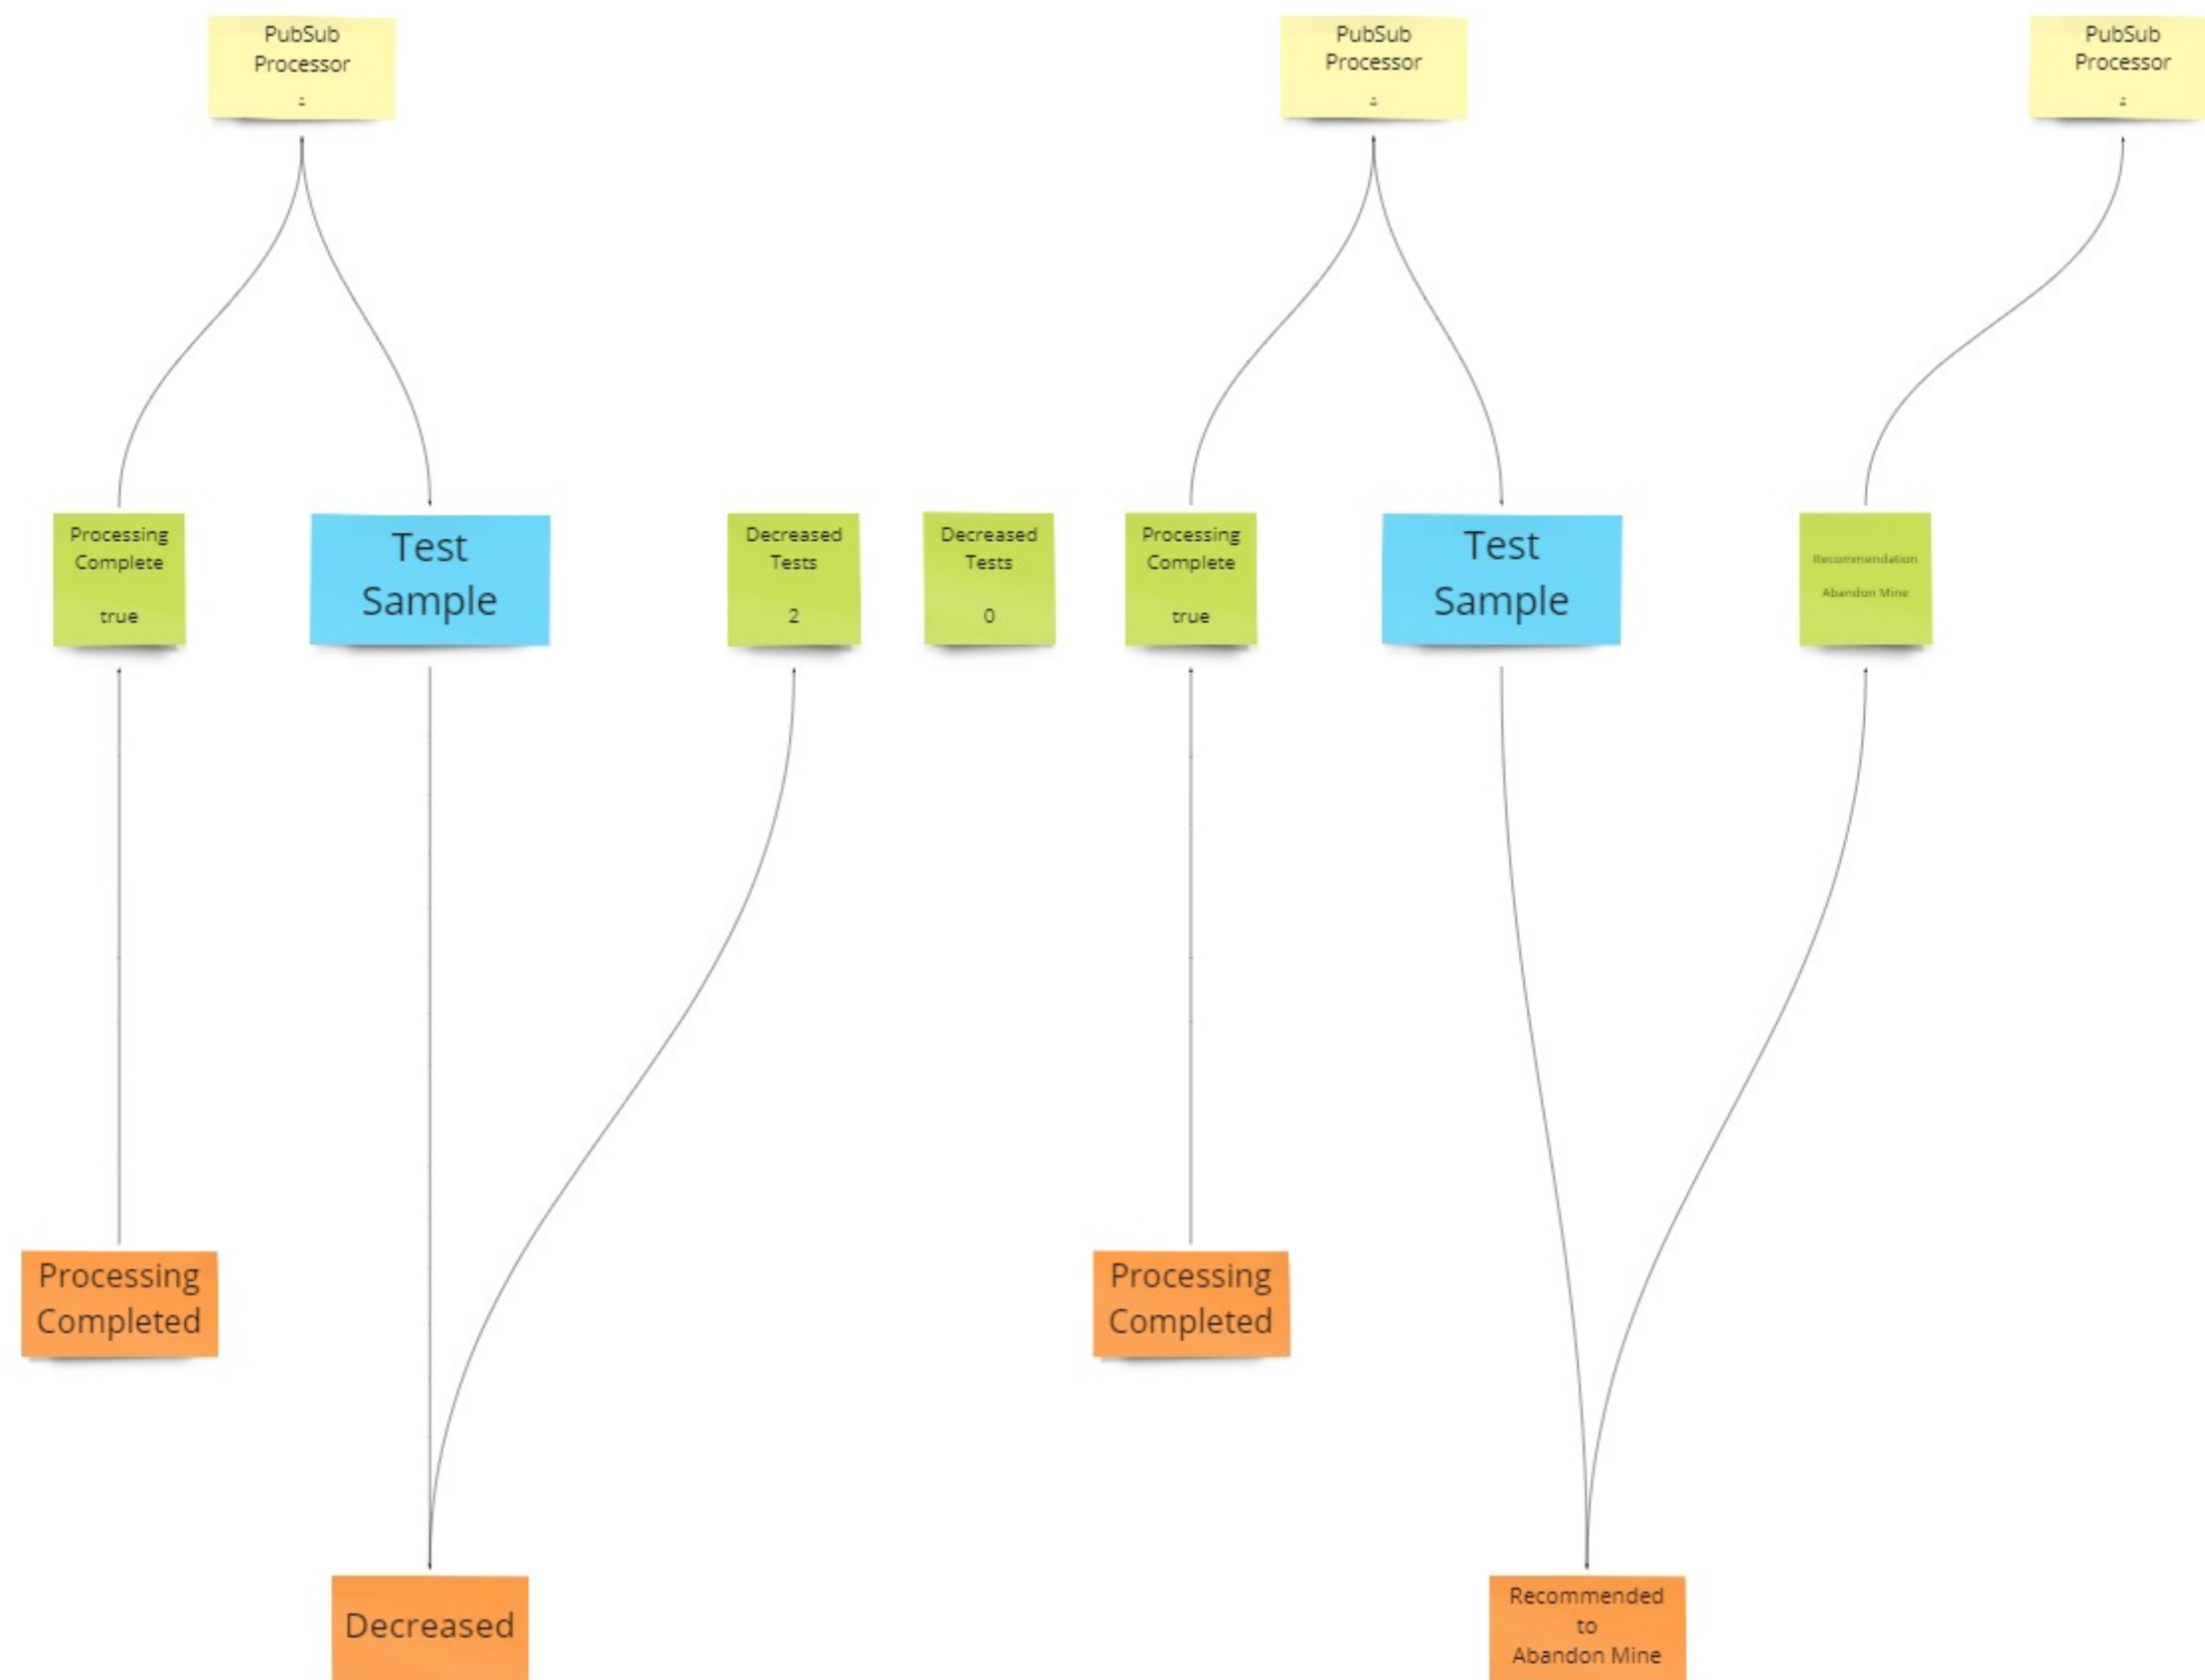 PubSub
Processor
PubSub
Processor
PubSub
Processor
Processing
Complete
true
Test
Sample
Decreased
Tests
2
Decreased
Tests
0
Processing
Complete
true
Test
Sample
Recommendation
Abandon Mine
Processing
Completed
Processing
Completed
Decreased
Recommended
to
Abandon Mine